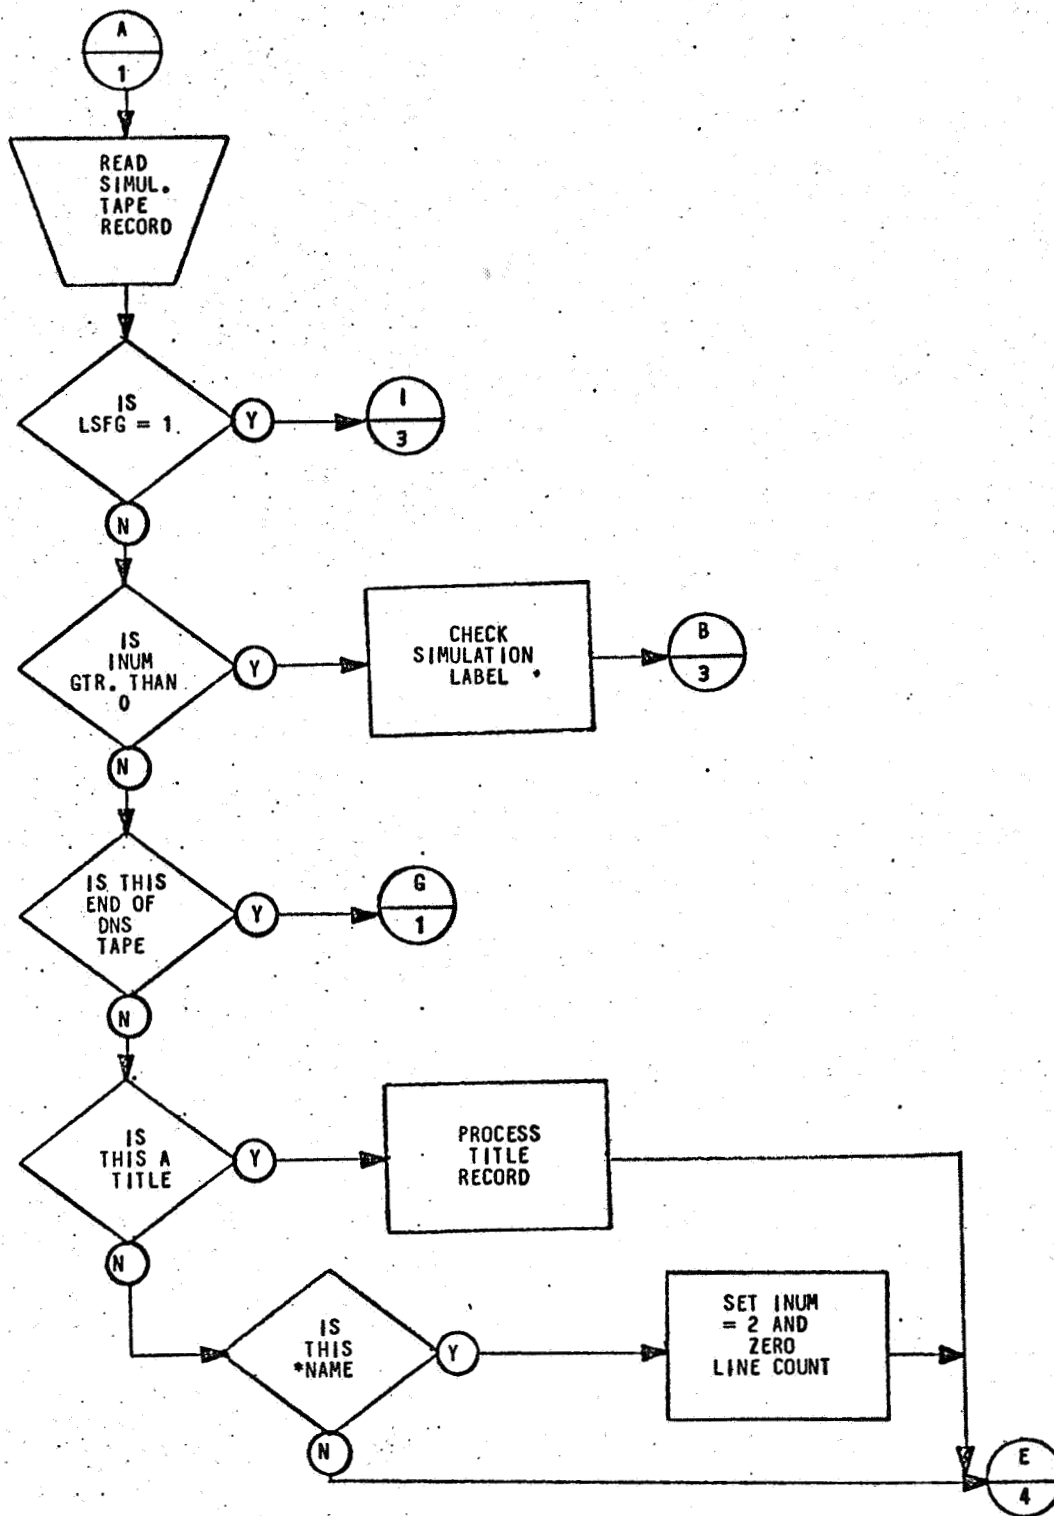 A
1
READ
SIMUL.
TAPE
RECORD
IS
LSFG = 1.
Y
I
3
N
IS
INUM
GTR. THAN
0
Y
CHECK
SIMULATION
LABEL
B
3
N
IS THIS
END OF
DNS
TAPE
Y
G
1
N
IS
THIS A
TITLE
Y
PROCESS
TITLE
RECORD
N
IS
THIS
*NAME
Y
SET INUM
= 2 AND
ZERO
LINE COUNT
N
E
4